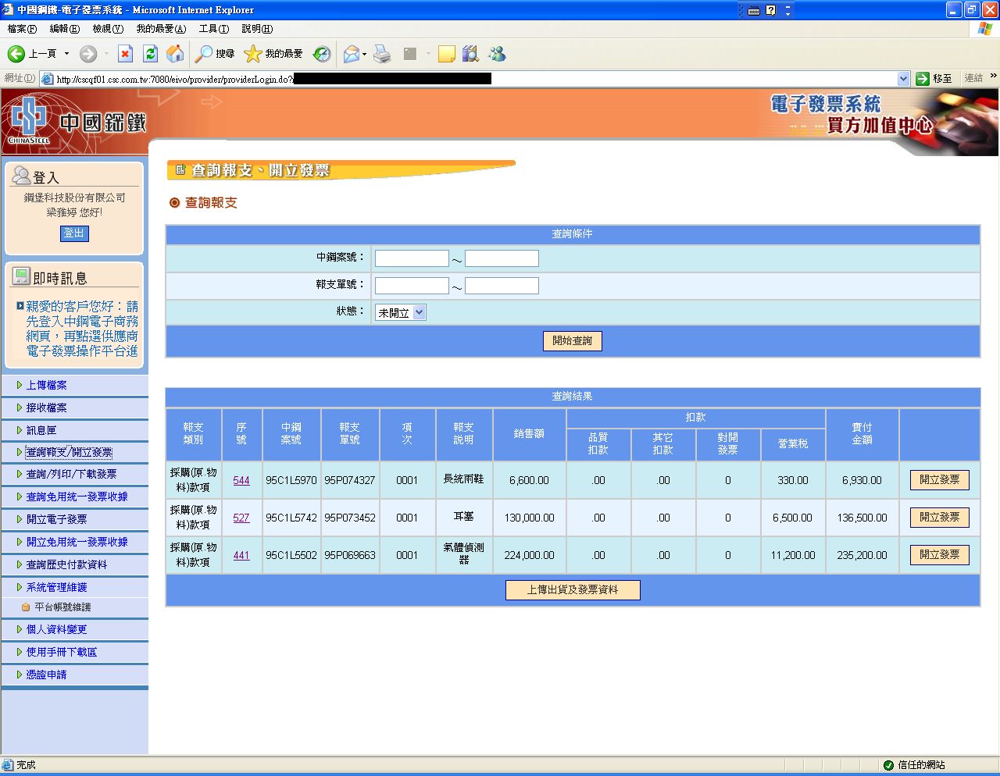 中國鋼鐵-電子發票系統 - Microsoft Internet Explorer
檔案(F) 編輯(E) 檢視(V) 我的最愛(A) 工具(T) 說明(H)
上一頁 搜尋 我的最愛
網址(D) http://cscqf01.csc.com.tw:7080/eivo/provider/providerLogin.do? 移至 連結 »
中國鋼鐵
CHINA STEEL
電子發票系統
買方加值中心
登入
鋼堡科技股份有限公司
梁雅婷 您好!
登出
即時訊息
親愛的客戶您好：請
先登入中鋼電子商務
網頁，再點選供應商
電子發票操作平台進
上傳檔案
接收檔案
訊息匣
查詢報支/開立發票
查詢/列印/下載發票
查詢免用統一發票收據
開立電子發票
開立免用統一發票收據
查詢歷史付款資料
系統管理維護
平台帳號維護
個人資料變更
使用手冊下載區
憑證申請
查詢報支、開立發票
查詢報支
查詢條件
中鋼案號： ～
報支單號： ～
狀態： 未開立
開始查詢
查詢結果
報支類別 序號 中鋼案號 報支單號 項次 報支說明 銷售額 扣款 實付金額
品質扣款 其它扣款 對開發票 營業稅
採購(原.物料)款項 544 95C1L5970 95P074327 0001 長統雨鞋 6,600.00 .00 .00 0 330.00 6,930.00 開立發票
採購(原.物料)款項 527 95C1L5742 95P073452 0001 耳塞 130,000.00 .00 .00 0 6,500.00 136,500.00 開立發票
採購(原.物料)款項 441 95C1L5502 95P069663 0001 氣體偵測器 224,000.00 .00 .00 0 11,200.00 235,200.00 開立發票
上傳出貨及發票資料
完成 信任的網站